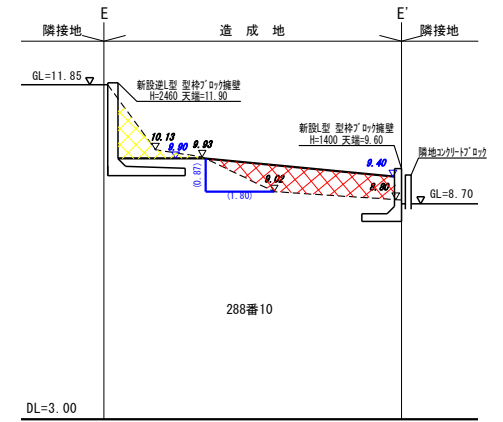 E
E'
隣接地
造成地
隣接地
GL=11.85
新設逆L型 型枠ブロック擁壁
H=2460 天端=11.90
新設L型 型枠ブロック擁壁
H=1400 天端=9.60
隣地コンクリートブロック
10.13
9.90
9.93
9.40
(0.87)
9.02
8.80
(1.80)
GL=8.70
288番10
DL=3.00